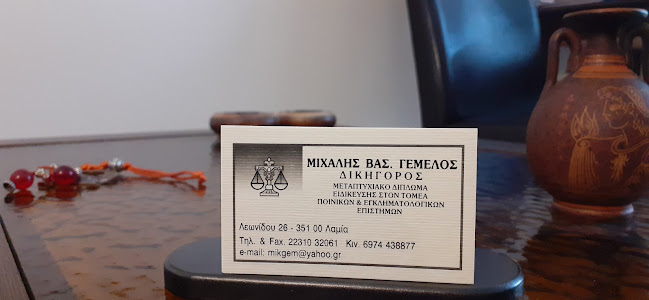 ΜΙΧΑΛΗΣ ΒΑΣ. ΓΕΜΕΛΟΣ
ΔΙΚΗΓΟΡΟΣ
ΜΕΤΑΠΤΥΧΙΑΚΟ ΔΙΠΛΩΜΑ
ΕΙΔΙΚΕΥΣΗΣ ΣΤΟΝ ΤΟΜΕΑ
ΠΟΙΝΙΚΩΝ & ΕΓΚΛΗΜΑΤΟΛΟΓΙΚΩΝ
ΕΠΙΣΤΗΜΩΝ
Λεωνίδου 26 - 351 00 Λαμία
Τηλ. & Fax. 22310 32061 Κιν. 6974 438877
e-mail: mikgem@yahoo.gr